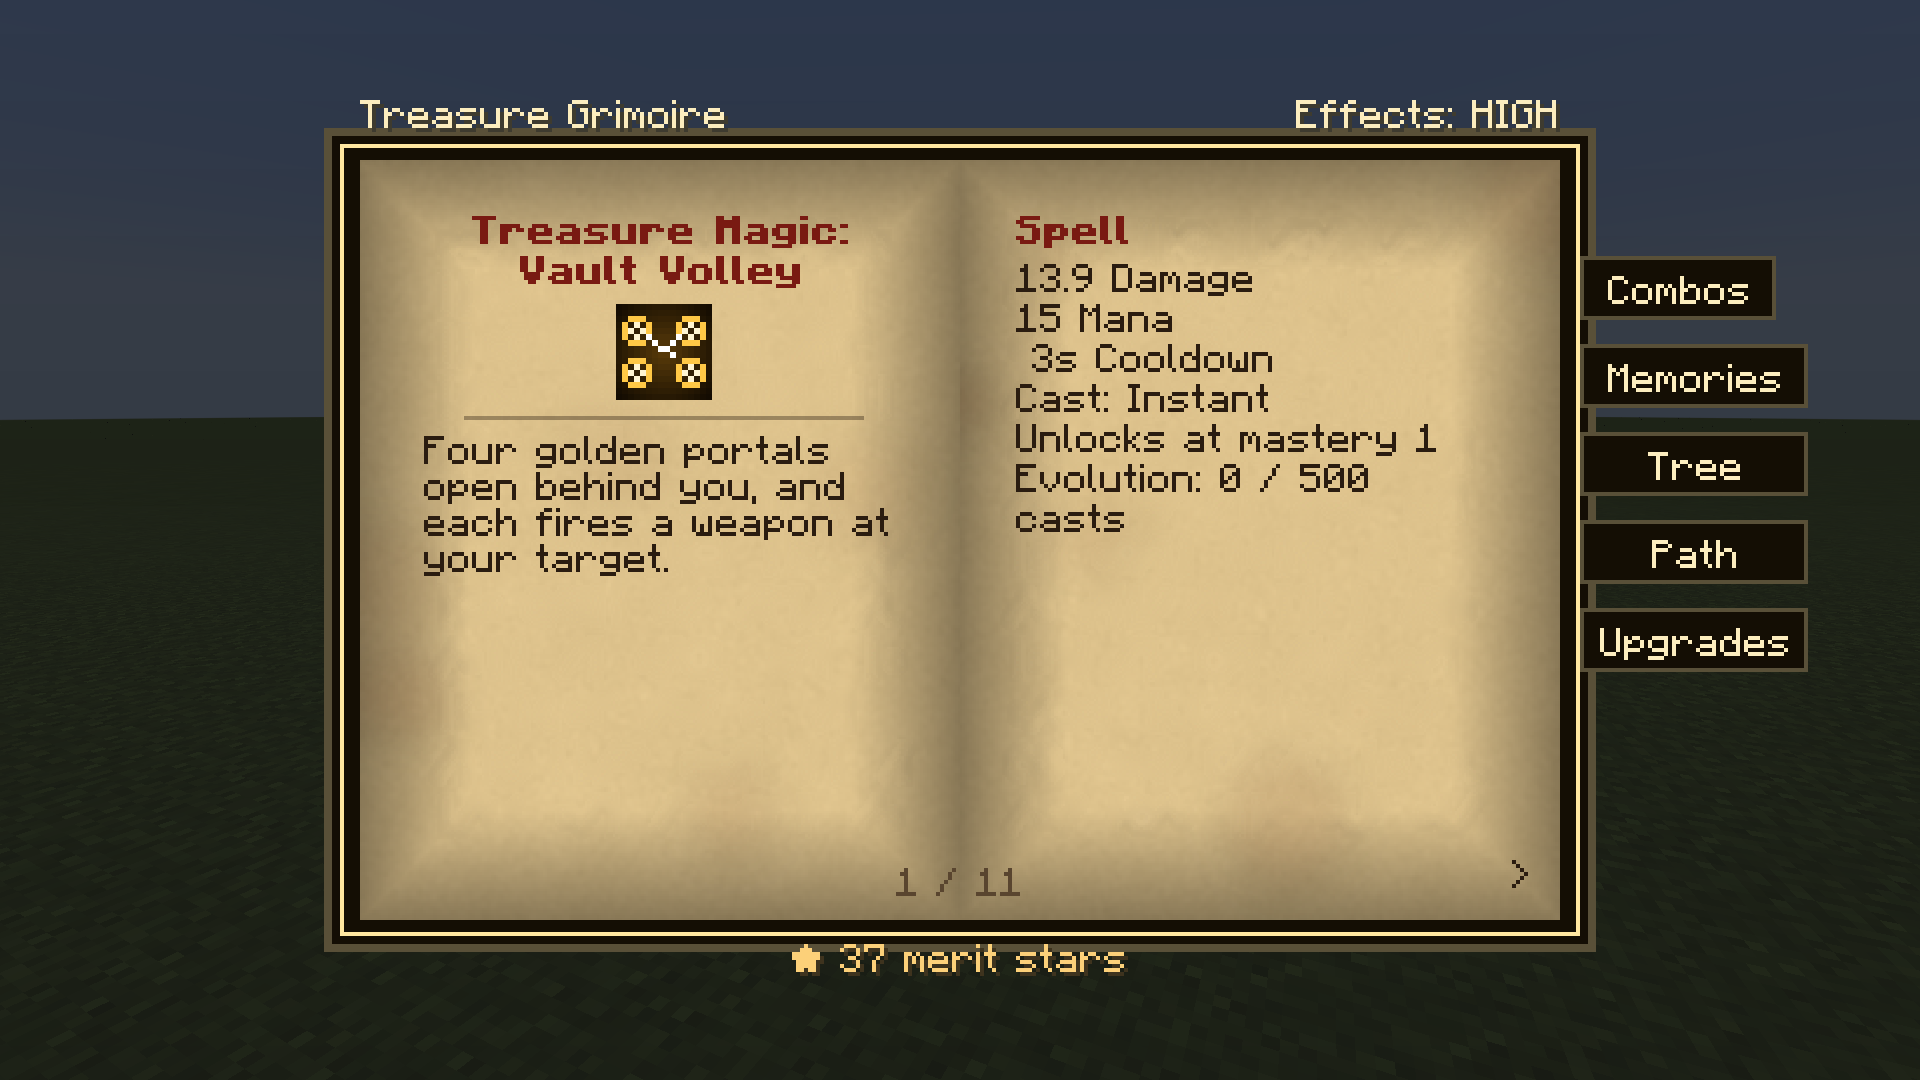 Treasure Grimoire
Effects: HIGH
Treasure Magic:
Vault Volley
Four golden portals
open behind you, and
each fires a weapon at
your target.
Spell
13.9 Damage
15 Mana
3s Cooldown
Cast: Instant
Unlocks at mastery 1
Evolution: 0 / 500
casts
Combos
Memories
Tree
Path
Upgrades
1 / 11
>
37 merit stars